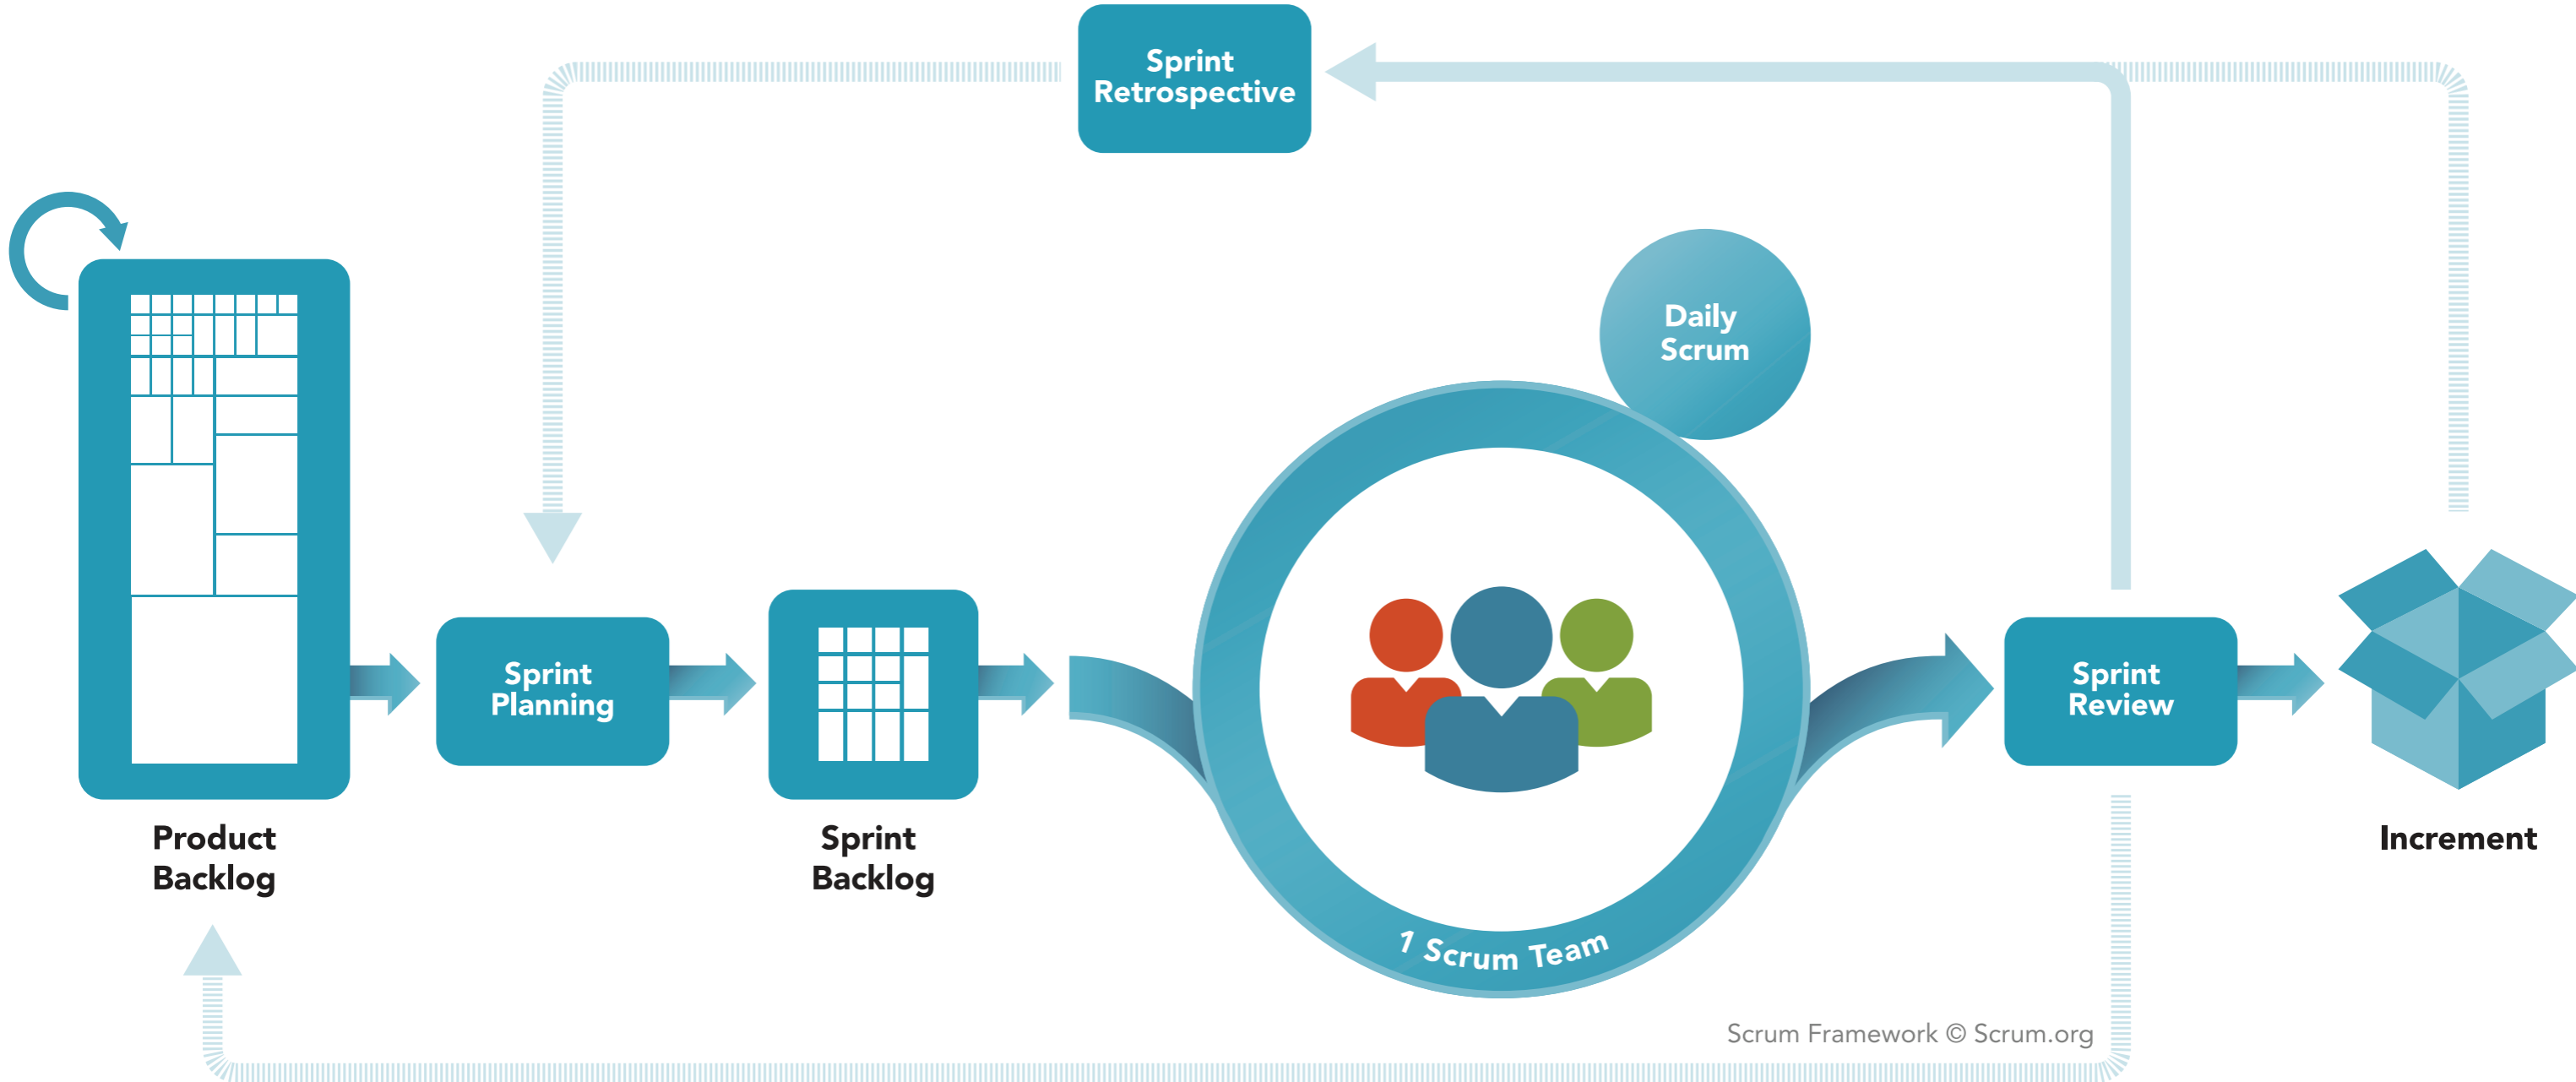 Sprint
Retrospective
Daily
Scrum
Sprint
Planning
Sprint
Review
Product
Backlog
Sprint
Backlog
Increment
1 Scrum Team
Scrum Framework © Scrum.org